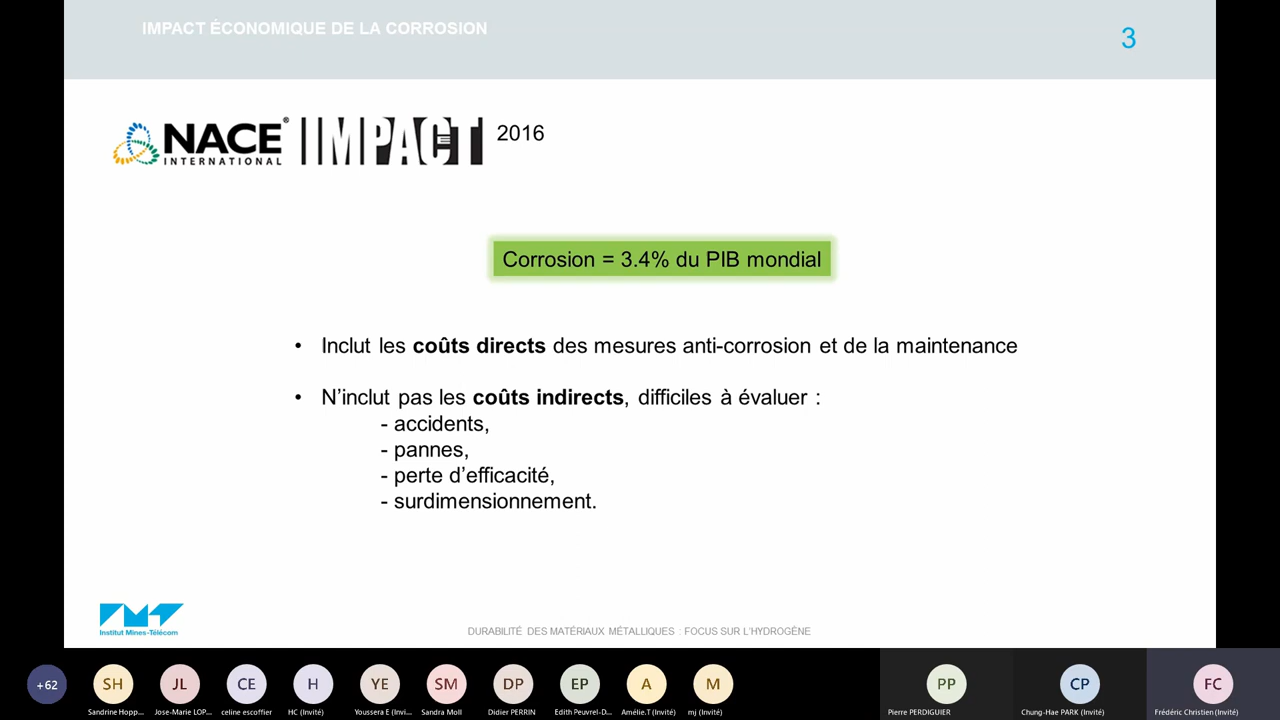 IMPACT ÉCONOMIQUE DE LA CORROSION
3
NACE®
INTERNATIONAL
IMPACT
2016
Corrosion = 3.4% du PIB mondial
• Inclut les coûts directs des mesures anti-corrosion et de la maintenance
• N’inclut pas les coûts indirects, difficiles à évaluer :
- accidents,
- pannes,
- perte d’efficacité,
- surdimensionnement.
IMT
Institut Mines-Télécom
DURABILITÉ DES MATÉRIAUX MÉTALLIQUES : FOCUS SUR L’HYDROGÈNE
+62
SH
JL
CE
H
YE
SM
DP
EP
A
M
PP
CP
FC
Sandrine Hopp...
Jose-Marie LOP...
celine escoffier
HC (Invité)
Youssera E (Invi...
Sandra Moll
Didier PERRIN
Edith Peuvrel-D...
Amélie.T (Invité)
mj (Invité)
Pierre PERDIGUIER
Chung-Hae PARK (Invité)
Frédéric Christien (Invité)